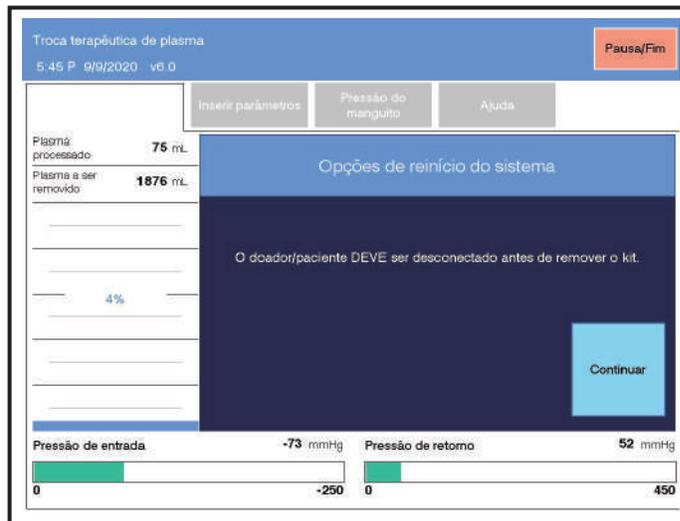 Troca terapêutica de plasma
5:45 P 9/9/2020 v6.0
Pausa/Fim
Inserir parâmetros
Pressão do
manguito
Ajuda
Plasma
processado
75 mL
Plasma a ser
removido
1876 mL
4%
Opções de reinício do sistema
O doador/paciente DEVE ser desconectado antes de remover o kit.
Continuar
Pressão de entrada -73 mmHg
0 -250
Pressão de retorno 52 mmHg
0 450